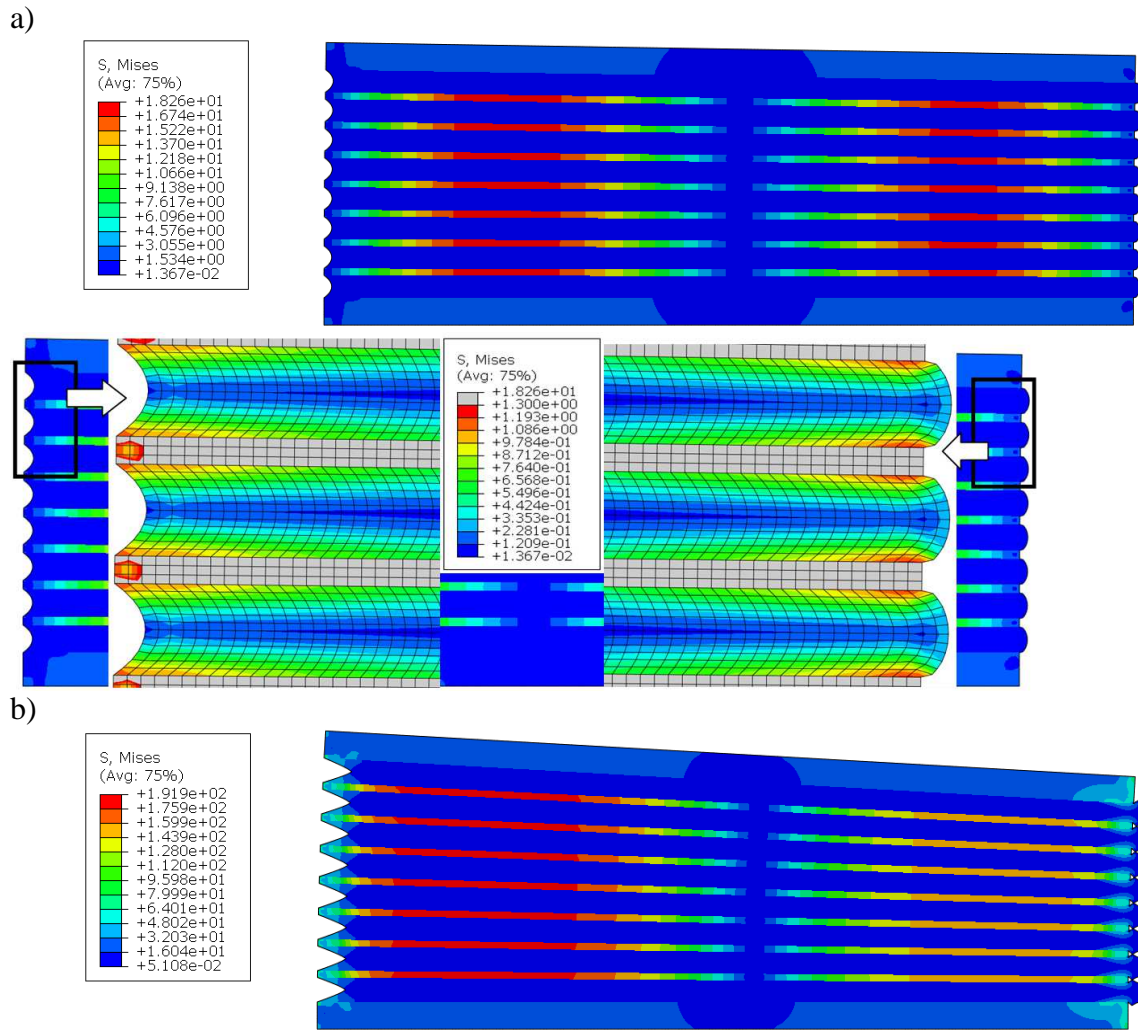 a)
S, Mises
(Avg: 75%)
+1.826e+01
+1.674e+01
+1.522e+01
+1.370e+01
+1.218e+01
+1.066e+01
+9.138e+00
+7.617e+00
+6.096e+00
+4.576e+00
+3.055e+00
+1.534e+00
+1.367e-02
S, Mises
(Avg: 75%)
+1.826e+01
+1.300e+00
+1.193e+00
+1.086e+00
+9.784e-01
+8.712e-01
+7.640e-01
+6.568e-01
+5.496e-01
+4.424e-01
+3.353e-01
+2.281e-01
+1.209e-01
+1.367e-02
b)
S, Mises
(Avg: 75%)
+1.919e+02
+1.759e+02
+1.599e+02
+1.439e+02
+1.280e+02
+1.120e+02
+9.598e+01
+7.999e+01
+6.401e+01
+4.802e+01
+3.203e+01
+1.604e+01
+5.108e-02